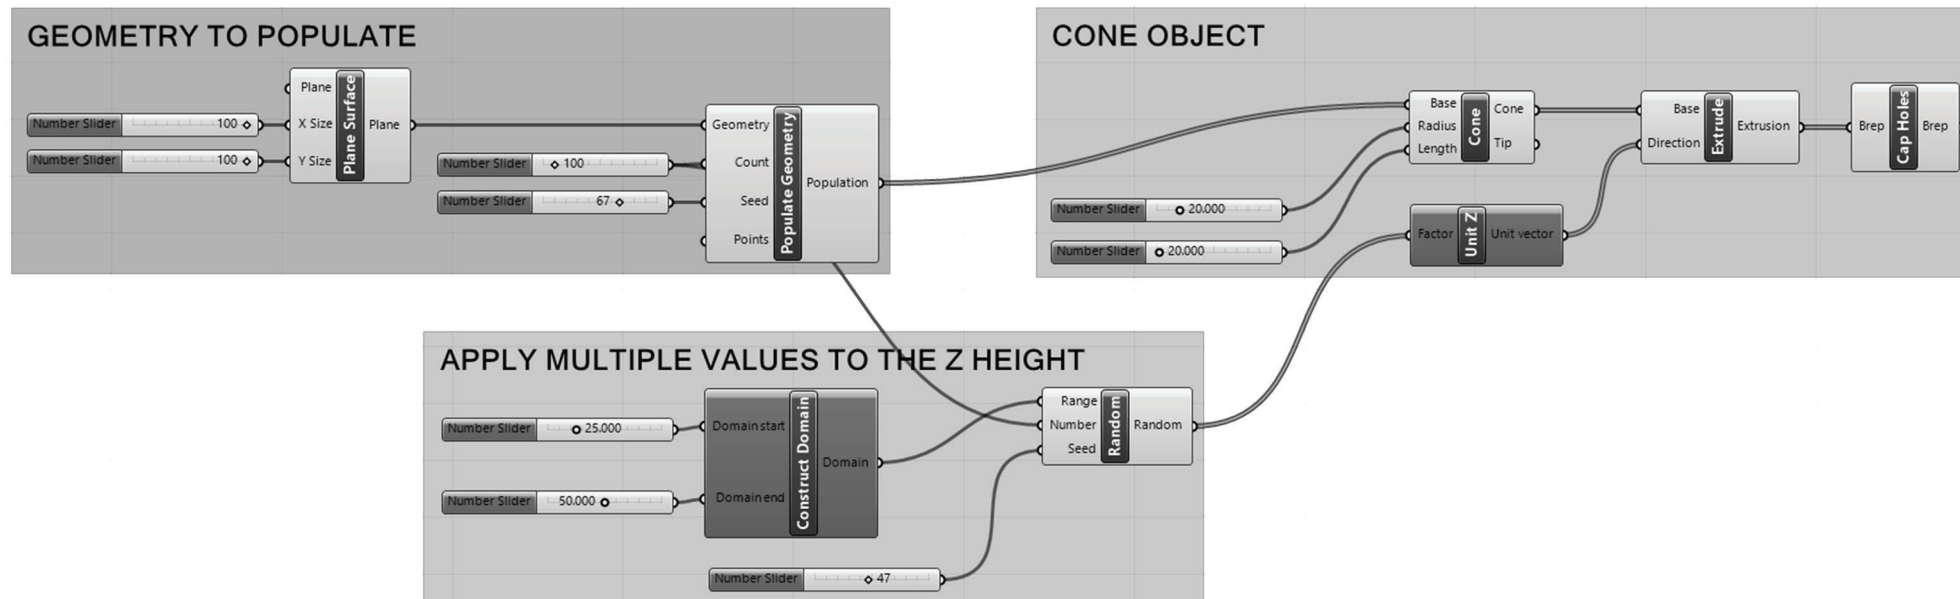 GEOMETRY TO POPULATE
Plane
Number Slider 100
X Size
Plane Surface
Plane
Number Slider 100
Y Size
Number Slider 100
Number Slider 67
Geometry
Count
Seed
Points
Populate Geometry
Population
CONE OBJECT
Base
Radius
Length
Cone
Cone
Tip
Number Slider 20.000
Number Slider 20.000
Factor
Unit Z
Unit vector
Base
Direction
Extrude
Extrusion
Brep
Cap Holes
Brep
APPLY MULTIPLE VALUES TO THE Z HEIGHT
Number Slider 25.000
Number Slider 50.000
Domain start
Domain end
Construct Domain
Domain
Number Slider 47
Range
Number
Seed
Random
Random